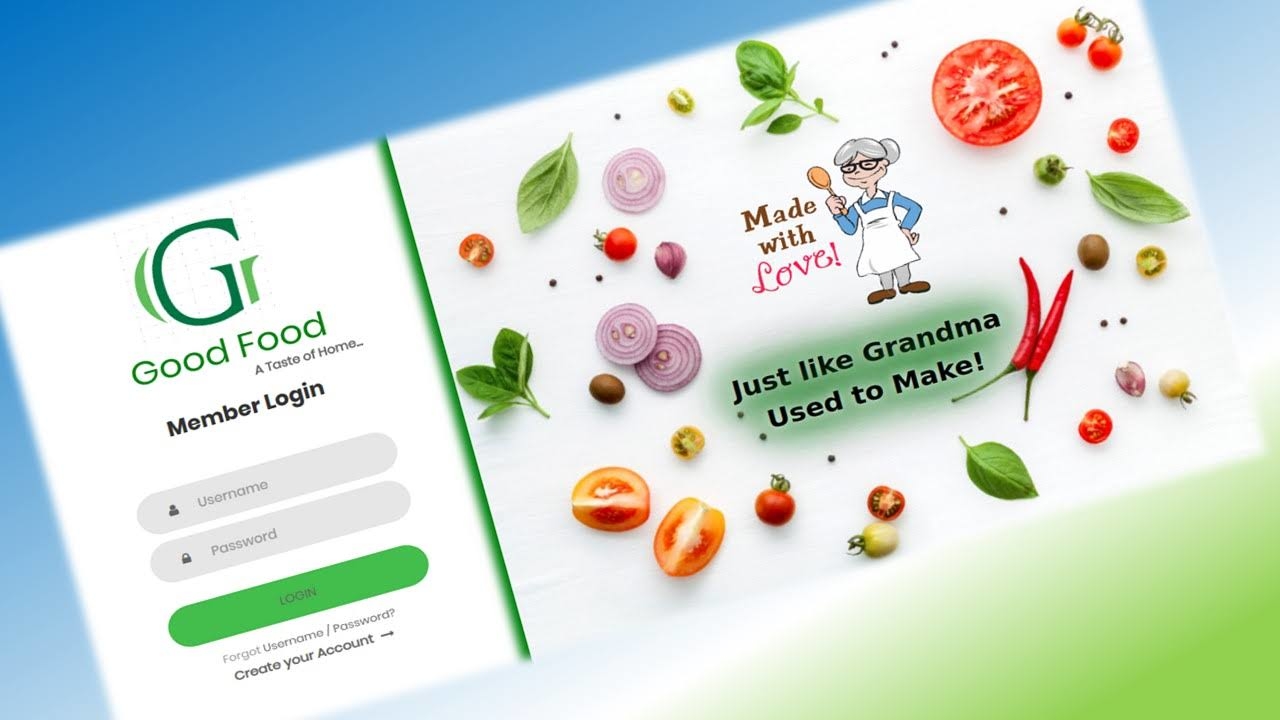 Gr
Good Food
A Taste of Home...
Member Login
Username
Password
LOGIN
Forgot Username / Password?
Create your Account →
Made
with
Love!
Just like Grandma
Used to Make!